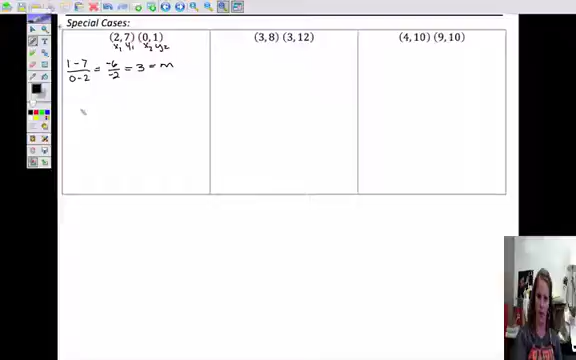 Special Cases:
(2, 7) (0, 1)
x₁ y₁ x₂ y₂
1-7/0-2 = -6/-2 = 3 = m
(3, 8) (3, 12)
(4, 10) (9, 10)